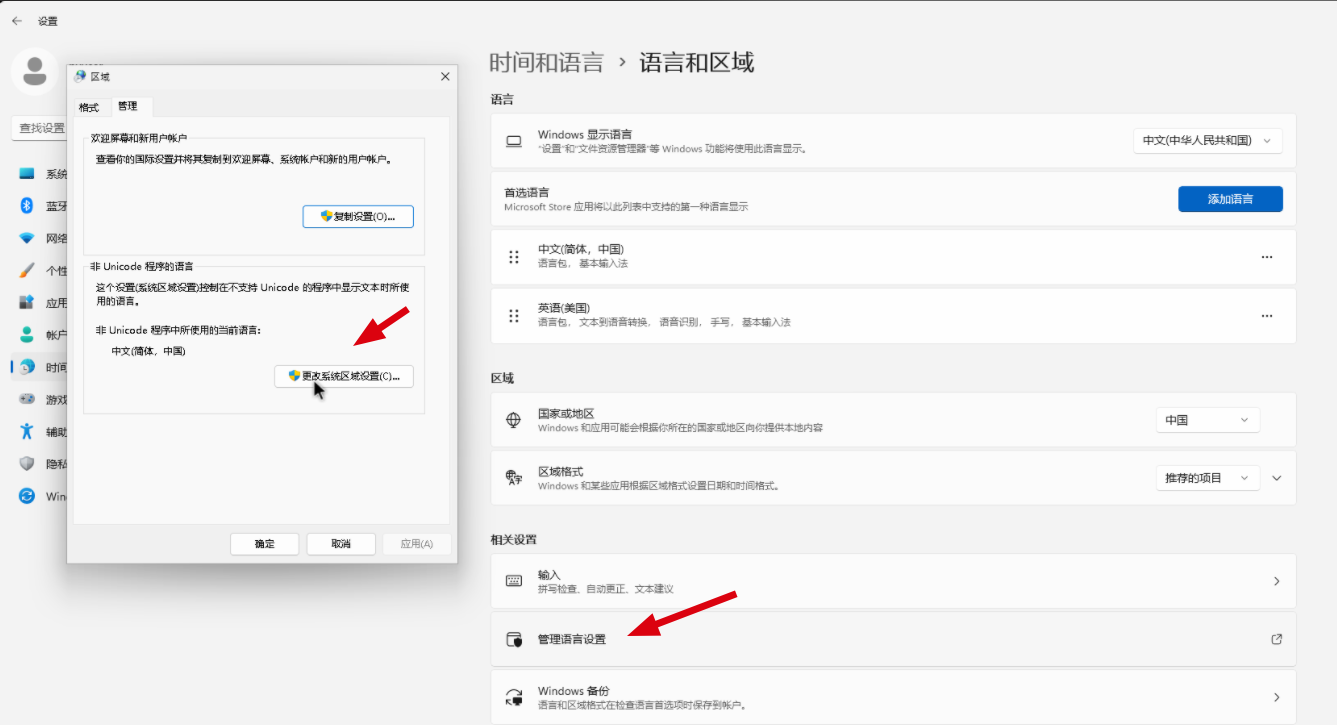 设置
查找设置
系统
蓝牙
网络
个性
应用
帐户
时间
游戏
辅助
隐私
Win
区域
格式
管理
欢迎屏幕和新用户帐户
查看你的国际设置并将其复制到欢迎屏幕、系统帐户和新的用户帐户。
复制设置(O)...
非 Unicode 程序的语言
这个设置(系统区域设置)控制在不支持 Unicode 的程序中显示文本时所使
用的语言。
非 Unicode 程序中所使用的当前语言:
中文(简体，中国)
更改系统区域设置(C)...
确定
取消
应用(A)
时间和语言 › 语言和区域
语言
Windows 显示语言
"设置"和"文件资源管理器"等 Windows 功能将使用此语言显示。
中文(中华人民共和国)
首选语言
Microsoft Store 应用将以此列表中支持的第一种语言显示
添加语言
中文(简体，中国)
语言包，基本输入法
英语(美国)
语言包，文本到语音转换，语音识别，手写，基本输入法
区域
国家或地区
Windows 和应用可能会根据你所在的国家或地区向你提供本地内容
中国
区域格式
Windows 和某些应用根据区域格式设置日期和时间格式。
推荐的项目
相关设置
输入
拼写检查、自动更正、文本建议
管理语言设置
Windows 备份
语言和区域格式在检查语言首选项时保存到帐户。